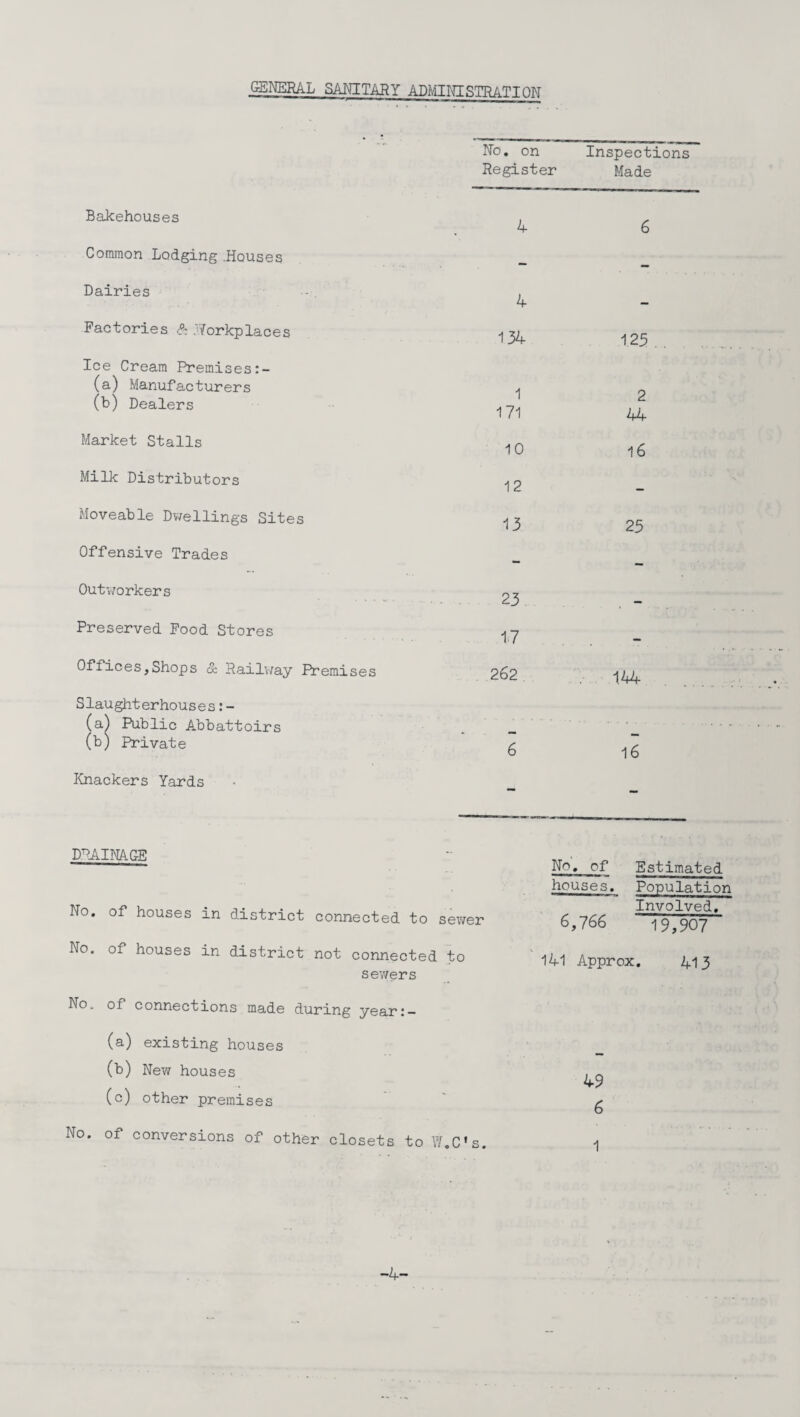 GENERAL SANITARY ADMINISTRATION
No. on Inspections
Register Made
Bakehouses 4 6
Common Lodging Houses - -
Dairies 4 -
Factories & Workplaces 134 125
Ice Cream Premises:-
(a) Manufacturers 1 2
(b) Dealers 171 44
Market Stalls 10 16
Milk Distributors 12 -
Moveable Dwellings Sites 13 25
Offensive Trades - -
Outworkers 23 -
Preserved Food Stores 17 -
Offices,Shops & Railway Premises 262 144
Slaughterhouses:-
(a) Public Abbattoirs - -
(b) Private 6 16
Knackers Yards - -
DRAINAGE
No. of Estimated
houses. Population
Involved.
No. of houses in district connected to sewer 6,766 19,907
No. of houses in district not connected to 141 Approx. 413
sewers
No. of connections made during year:-
(a) existing houses -
(b) New houses 49
(c) other premises 6
No. of conversions of other closets to W.C's. 1
-4-